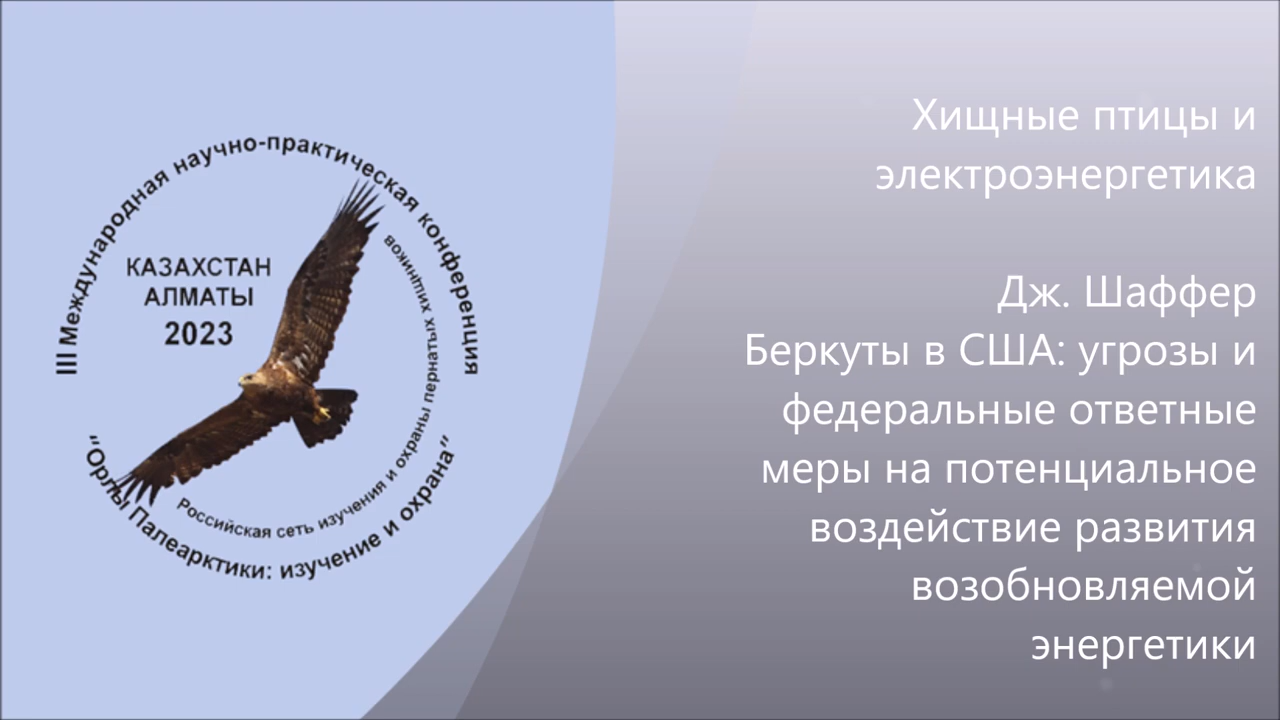 III Международная научно-практическая конференция
КАЗАХСТАН
АЛМАТЫ
2023
Российская сеть изучения и охраны пернатых хищников
"Орлы Палеарктики: изучение и охрана"
Хищные птицы и
электроэнергетика
Дж. Шаффер
Беркуты в США: угрозы и
федеральные ответные
меры на потенциальное
воздействие развития
возобновляемой
энергетики